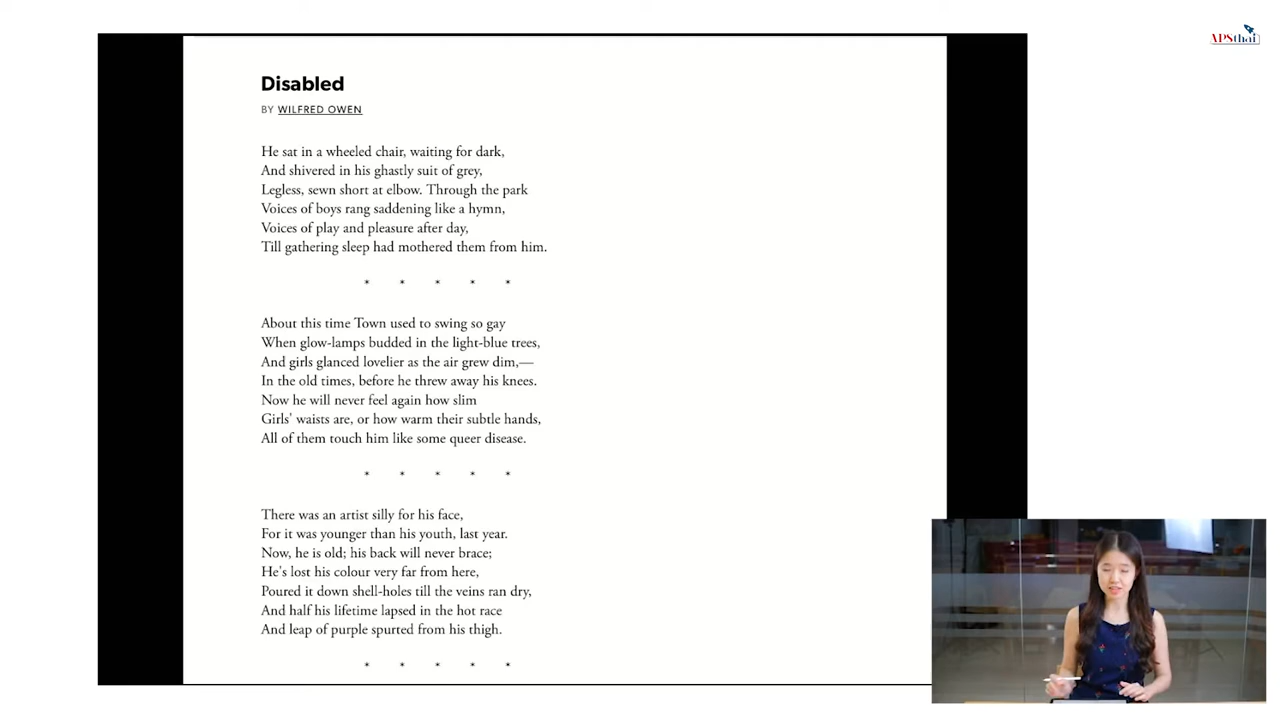 APSthai
Disabled
BY WILFRED OWEN
He sat in a wheeled chair, waiting for dark,
And shivered in his ghastly suit of grey,
Legless, sewn short at elbow. Through the park
Voices of boys rang saddening like a hymn,
Voices of play and pleasure after day,
Till gathering sleep had mothered them from him.
* * * * *
About this time Town used to swing so gay
When glow-lamps budded in the light-blue trees,
And girls glanced lovelier as the air grew dim,—
In the old times, before he threw away his knees.
Now he will never feel again how slim
Girls' waists are, or how warm their subtle hands,
All of them touch him like some queer disease.
* * * * *
There was an artist silly for his face,
For it was younger than his youth, last year.
Now, he is old; his back will never brace;
He's lost his colour very far from here,
Poured it down shell-holes till the veins ran dry,
And half his lifetime lapsed in the hot race
And leap of purple spurted from his thigh.
* * * * *